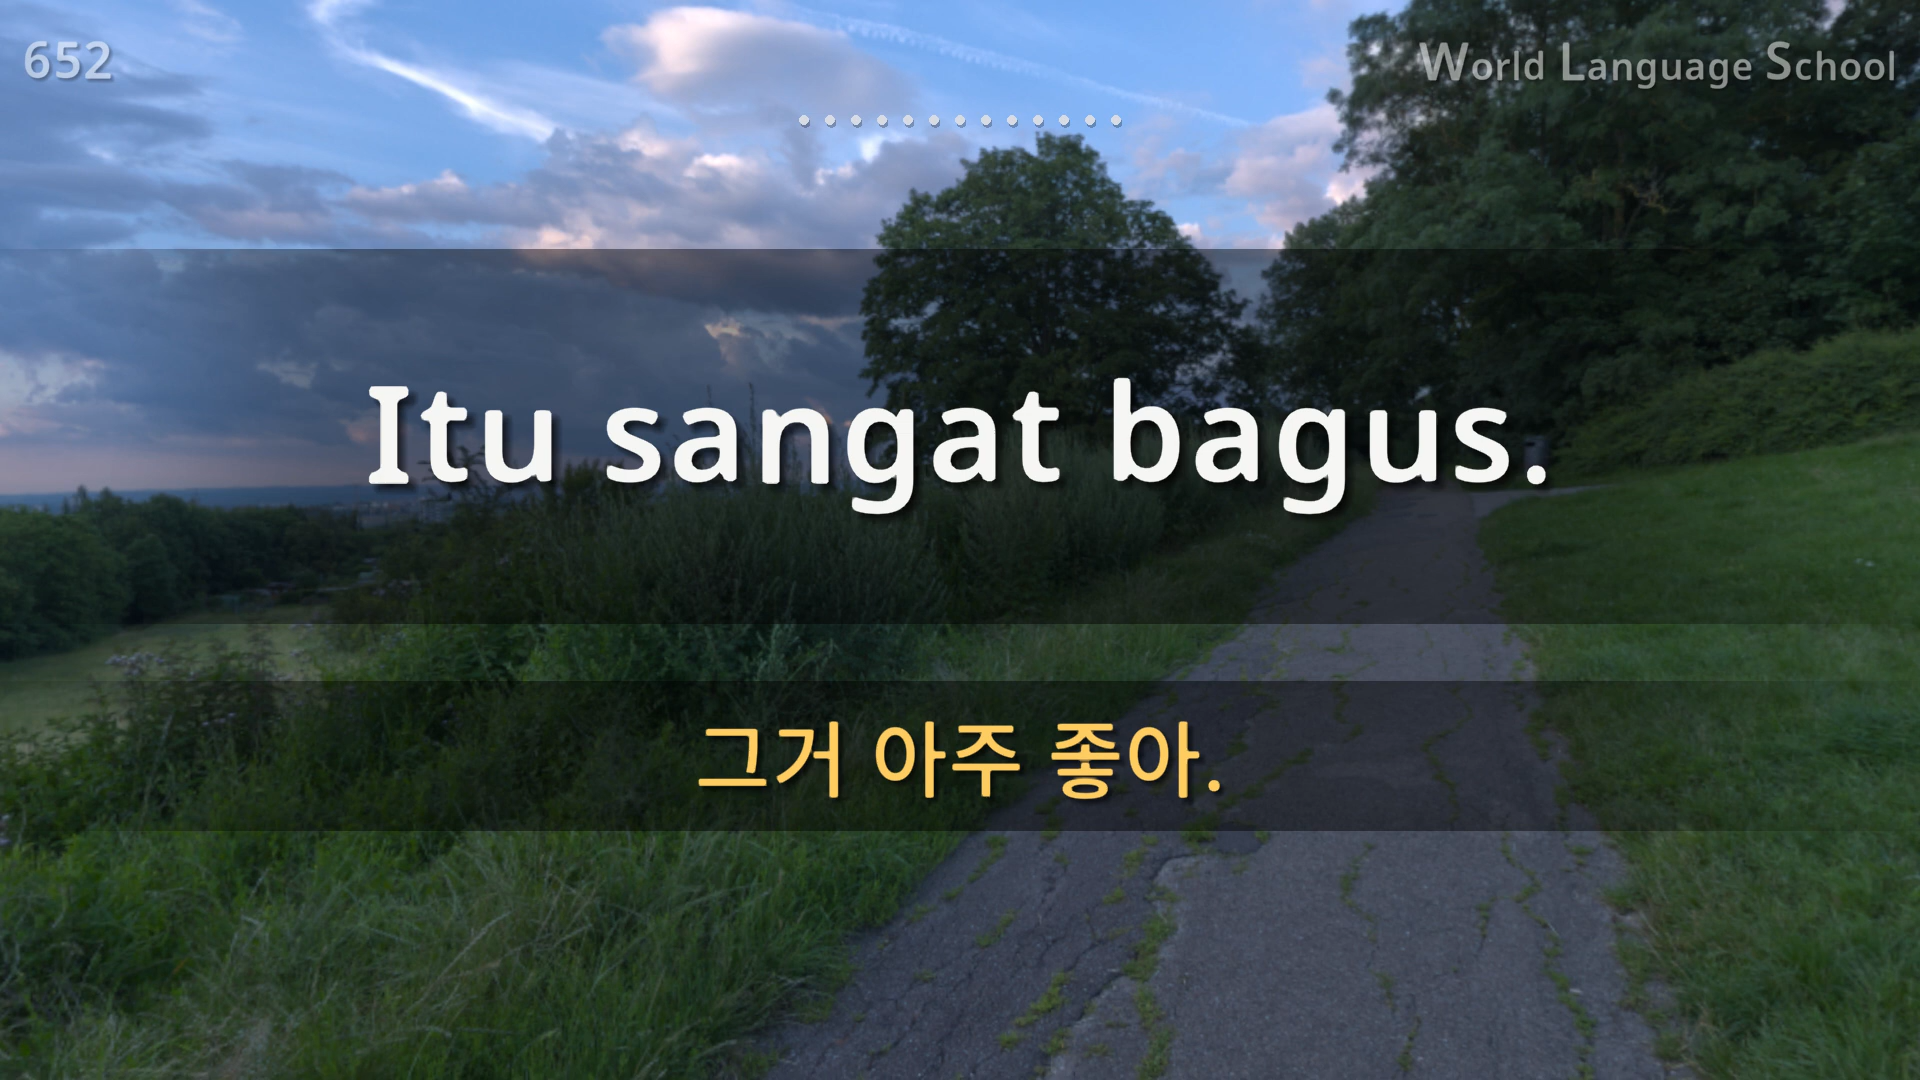 652
World Language School
Itu sangat bagus.
그거 아주 좋아.